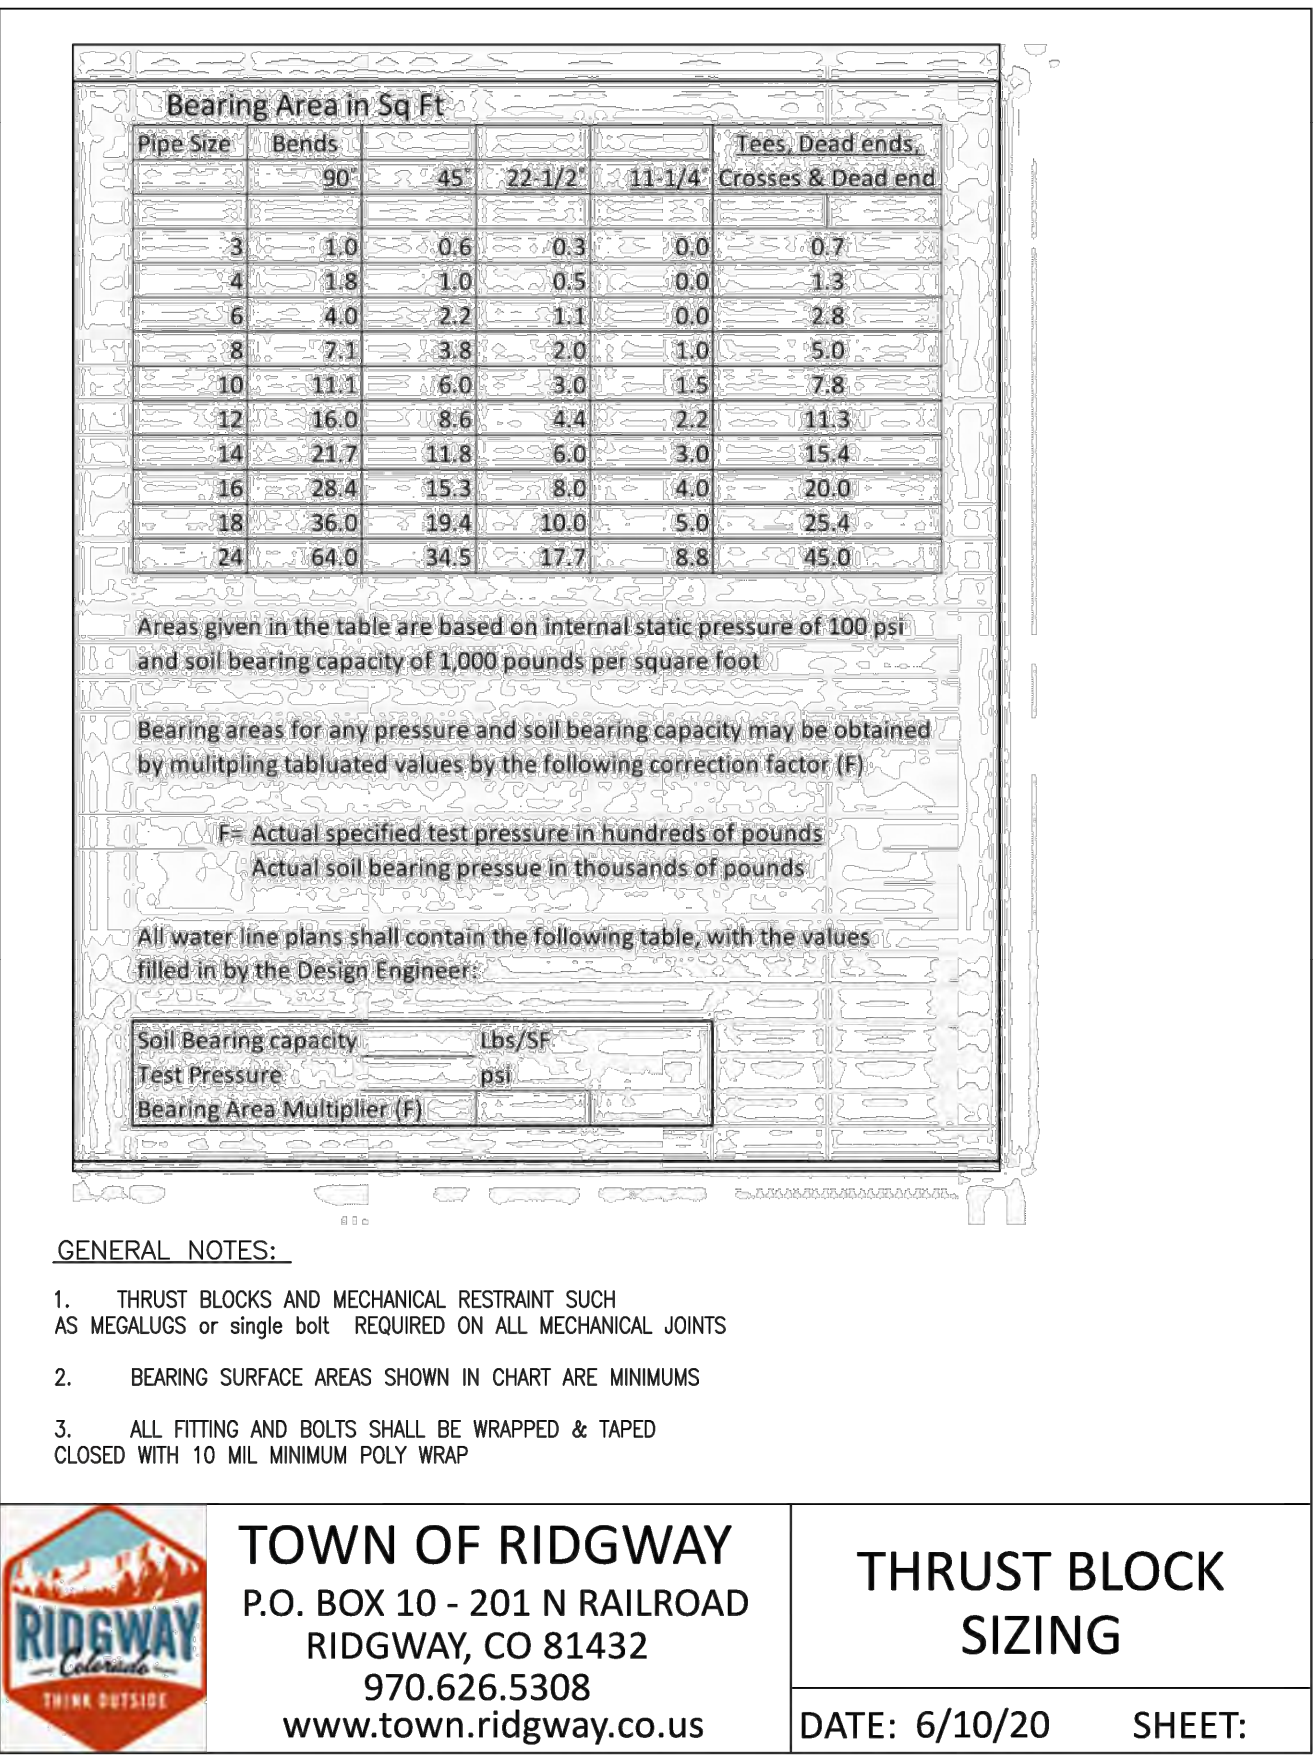 Bearing Area in Sq Ft
Pipe Size Bends Tees, Dead ends,
90° 45° 22-1/2° 11-1/4° Crosses & Dead end
3 1.0 0.6 0.3 0.0 0.7
4 1.8 1.0 0.5 0.0 1.3
6 4.0 2.2 1.1 0.0 2.8
8 7.1 3.8 2.0 1.0 5.0
10 11.1 6.0 3.0 1.5 7.8
12 16.0 8.6 4.4 2.2 11.3
14 21.7 11.8 6.0 3.0 15.4
16 28.4 15.3 8.0 4.0 20.0
18 36.0 19.4 10.0 5.0 25.4
24 64.0 34.5 17.7 8.8 45.0
Areas given in the table are based on internal static pressure of 100 psi
and soil bearing capacity of 1,000 pounds per square foot
Bearing areas for any pressure and soil bearing capacity may be obtained
by mulitpling tabluated values by the following correction factor (F)
F= Actual specified test pressure in hundreds of pounds
Actual soil bearing pressue in thousands of pounds
All water line plans shall contain the following table, with the values
filled in by the Design Engineer:
Soil Bearing capacity Lbs/SF
Test Pressure psi
Bearing Area Multiplier (F)
GENERAL NOTES:
1. THRUST BLOCKS AND MECHANICAL RESTRAINT SUCH
AS MEGALUGS or single bolt REQUIRED ON ALL MECHANICAL JOINTS
2. BEARING SURFACE AREAS SHOWN IN CHART ARE MINIMUMS
3. ALL FITTING AND BOLTS SHALL BE WRAPPED & TAPED
CLOSED WITH 10 MIL MINIMUM POLY WRAP
RIDGWAY
Colorado
THINK OUTSIDE
TOWN OF RIDGWAY
P.O. BOX 10 - 201 N RAILROAD
RIDGWAY, CO 81432
970.626.5308
www.town.ridgway.co.us
THRUST BLOCK
SIZING
DATE: 6/10/20 SHEET: